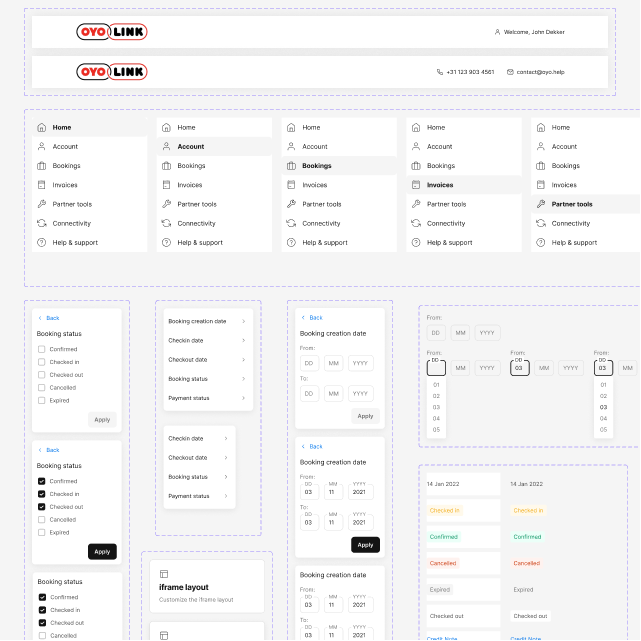 OYO LINK
Welcome, John Dekker
OYO LINK
+31 123 903 4561
contact@oyo.help
Home
Account
Bookings
Invoices
Partner tools
Connectivity
Help & support
Home
Account
Bookings
Invoices
Partner tools
Connectivity
Help & support
Home
Account
Bookings
Invoices
Partner tools
Connectivity
Help & support
Home
Account
Bookings
Invoices
Partner tools
Connectivity
Help & support
Home
Account
Bookings
Invoices
Partner tools
Connectivity
Help & support
Back
Booking status
Confirmed
Checked in
Checked out
Cancelled
Expired
Apply
Back
Booking status
Confirmed
Checked in
Checked out
Cancelled
Expired
Apply
Booking status
Confirmed
Checked in
Checked out
Cancelled
Booking creation date
Checkin date
Checkout date
Booking status
Payment status
Checkin date
Checkout date
Booking status
Payment status
iframe layout
Customize the iframe layout
Back
Booking creation date
From:
DD MM YYYY
To:
DD MM YYYY
Apply
Back
Booking creation date
From:
DD MM YYYY
03 11 2021
To:
DD MM YYYY
03 11 2021
Apply
Booking creation date
From:
DD MM YYYY
03 11 2021
To:
DD MM YYYY
03 11 2021
From:
DD MM YYYY
From:
DD
MM YYYY
01
02
03
04
05
From:
DD
03 MM YYYY
From:
DD
03 MM
01
02
03
04
05
14 Jan 2022
14 Jan 2022
Checked in
Checked in
Confirmed
Confirmed
Cancelled
Cancelled
Expired
Expired
Checked out
Checked out
Credit Note
Credit Note